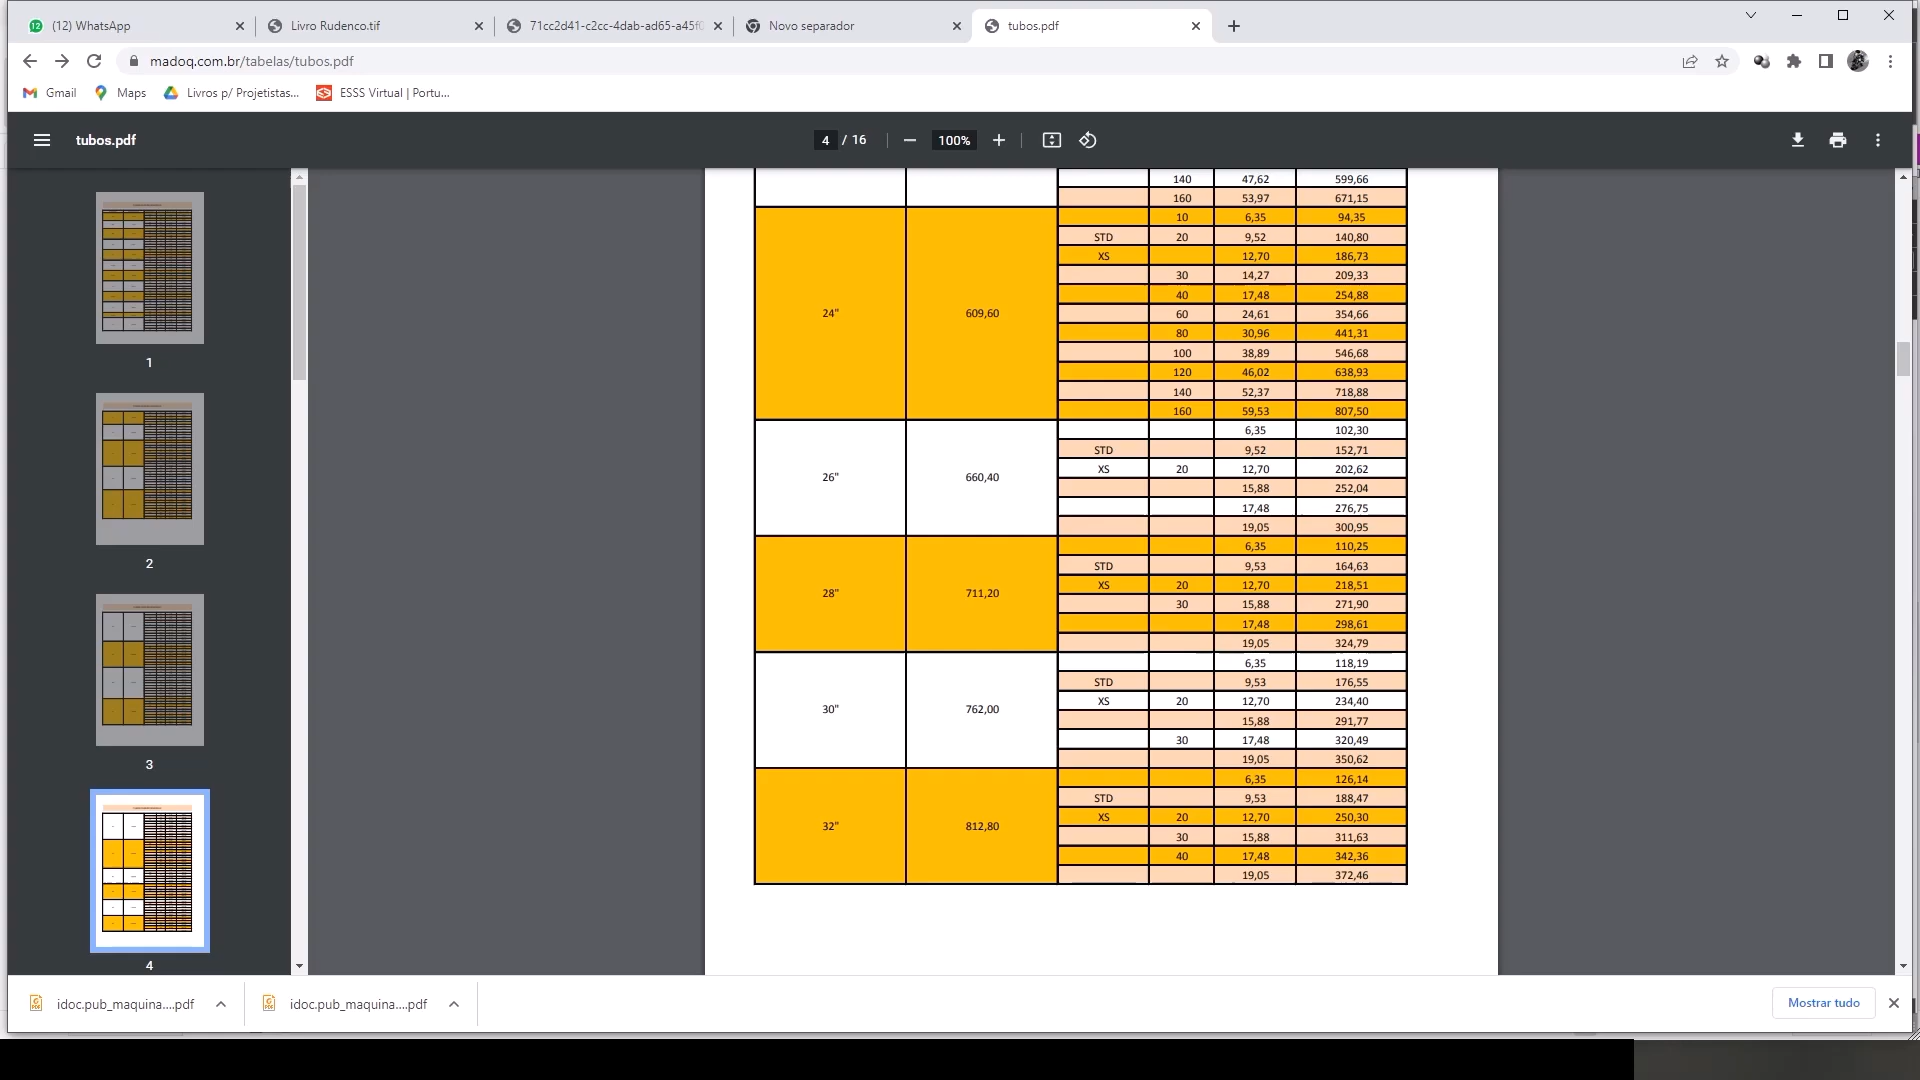 (12) WhatsApp
Livro Rudenco.tif
71cc2d41-c2cc-4dab-ad65-a45f0
Novo separador
tubos.pdf
madoq.com.br/tabelas/tubos.pdf
Gmail
Maps
Livros p/ Projetistas...
ESSS Virtual | Portu...
tubos.pdf
4 / 16
100%
1
2
3
4
140 47,62 599,66
160 53,97 671,15
24" 609,60
10 6,35 94,35
STD 20 9,52 140,80
XS 12,70 186,73
30 14,27 209,33
40 17,48 254,88
60 24,61 354,66
80 30,96 441,31
100 38,89 546,68
120 46,02 638,93
140 52,37 718,88
160 59,53 807,50
26" 660,40
6,35 102,30
STD 9,52 152,71
XS 20 12,70 202,62
15,88 252,04
17,48 276,75
19,05 300,95
28" 711,20
6,35 110,25
STD 9,53 164,63
XS 20 12,70 218,51
30 15,88 271,90
17,48 298,61
19,05 324,79
30" 762,00
6,35 118,19
STD 9,53 176,55
XS 20 12,70 234,40
15,88 291,77
30 17,48 320,49
19,05 350,62
32" 812,80
6,35 126,14
STD 9,53 188,47
XS 20 12,70 250,30
30 15,88 311,63
40 17,48 342,36
19,05 372,46
idoc.pub_maquina....pdf
idoc.pub_maquina....pdf
Mostrar tudo